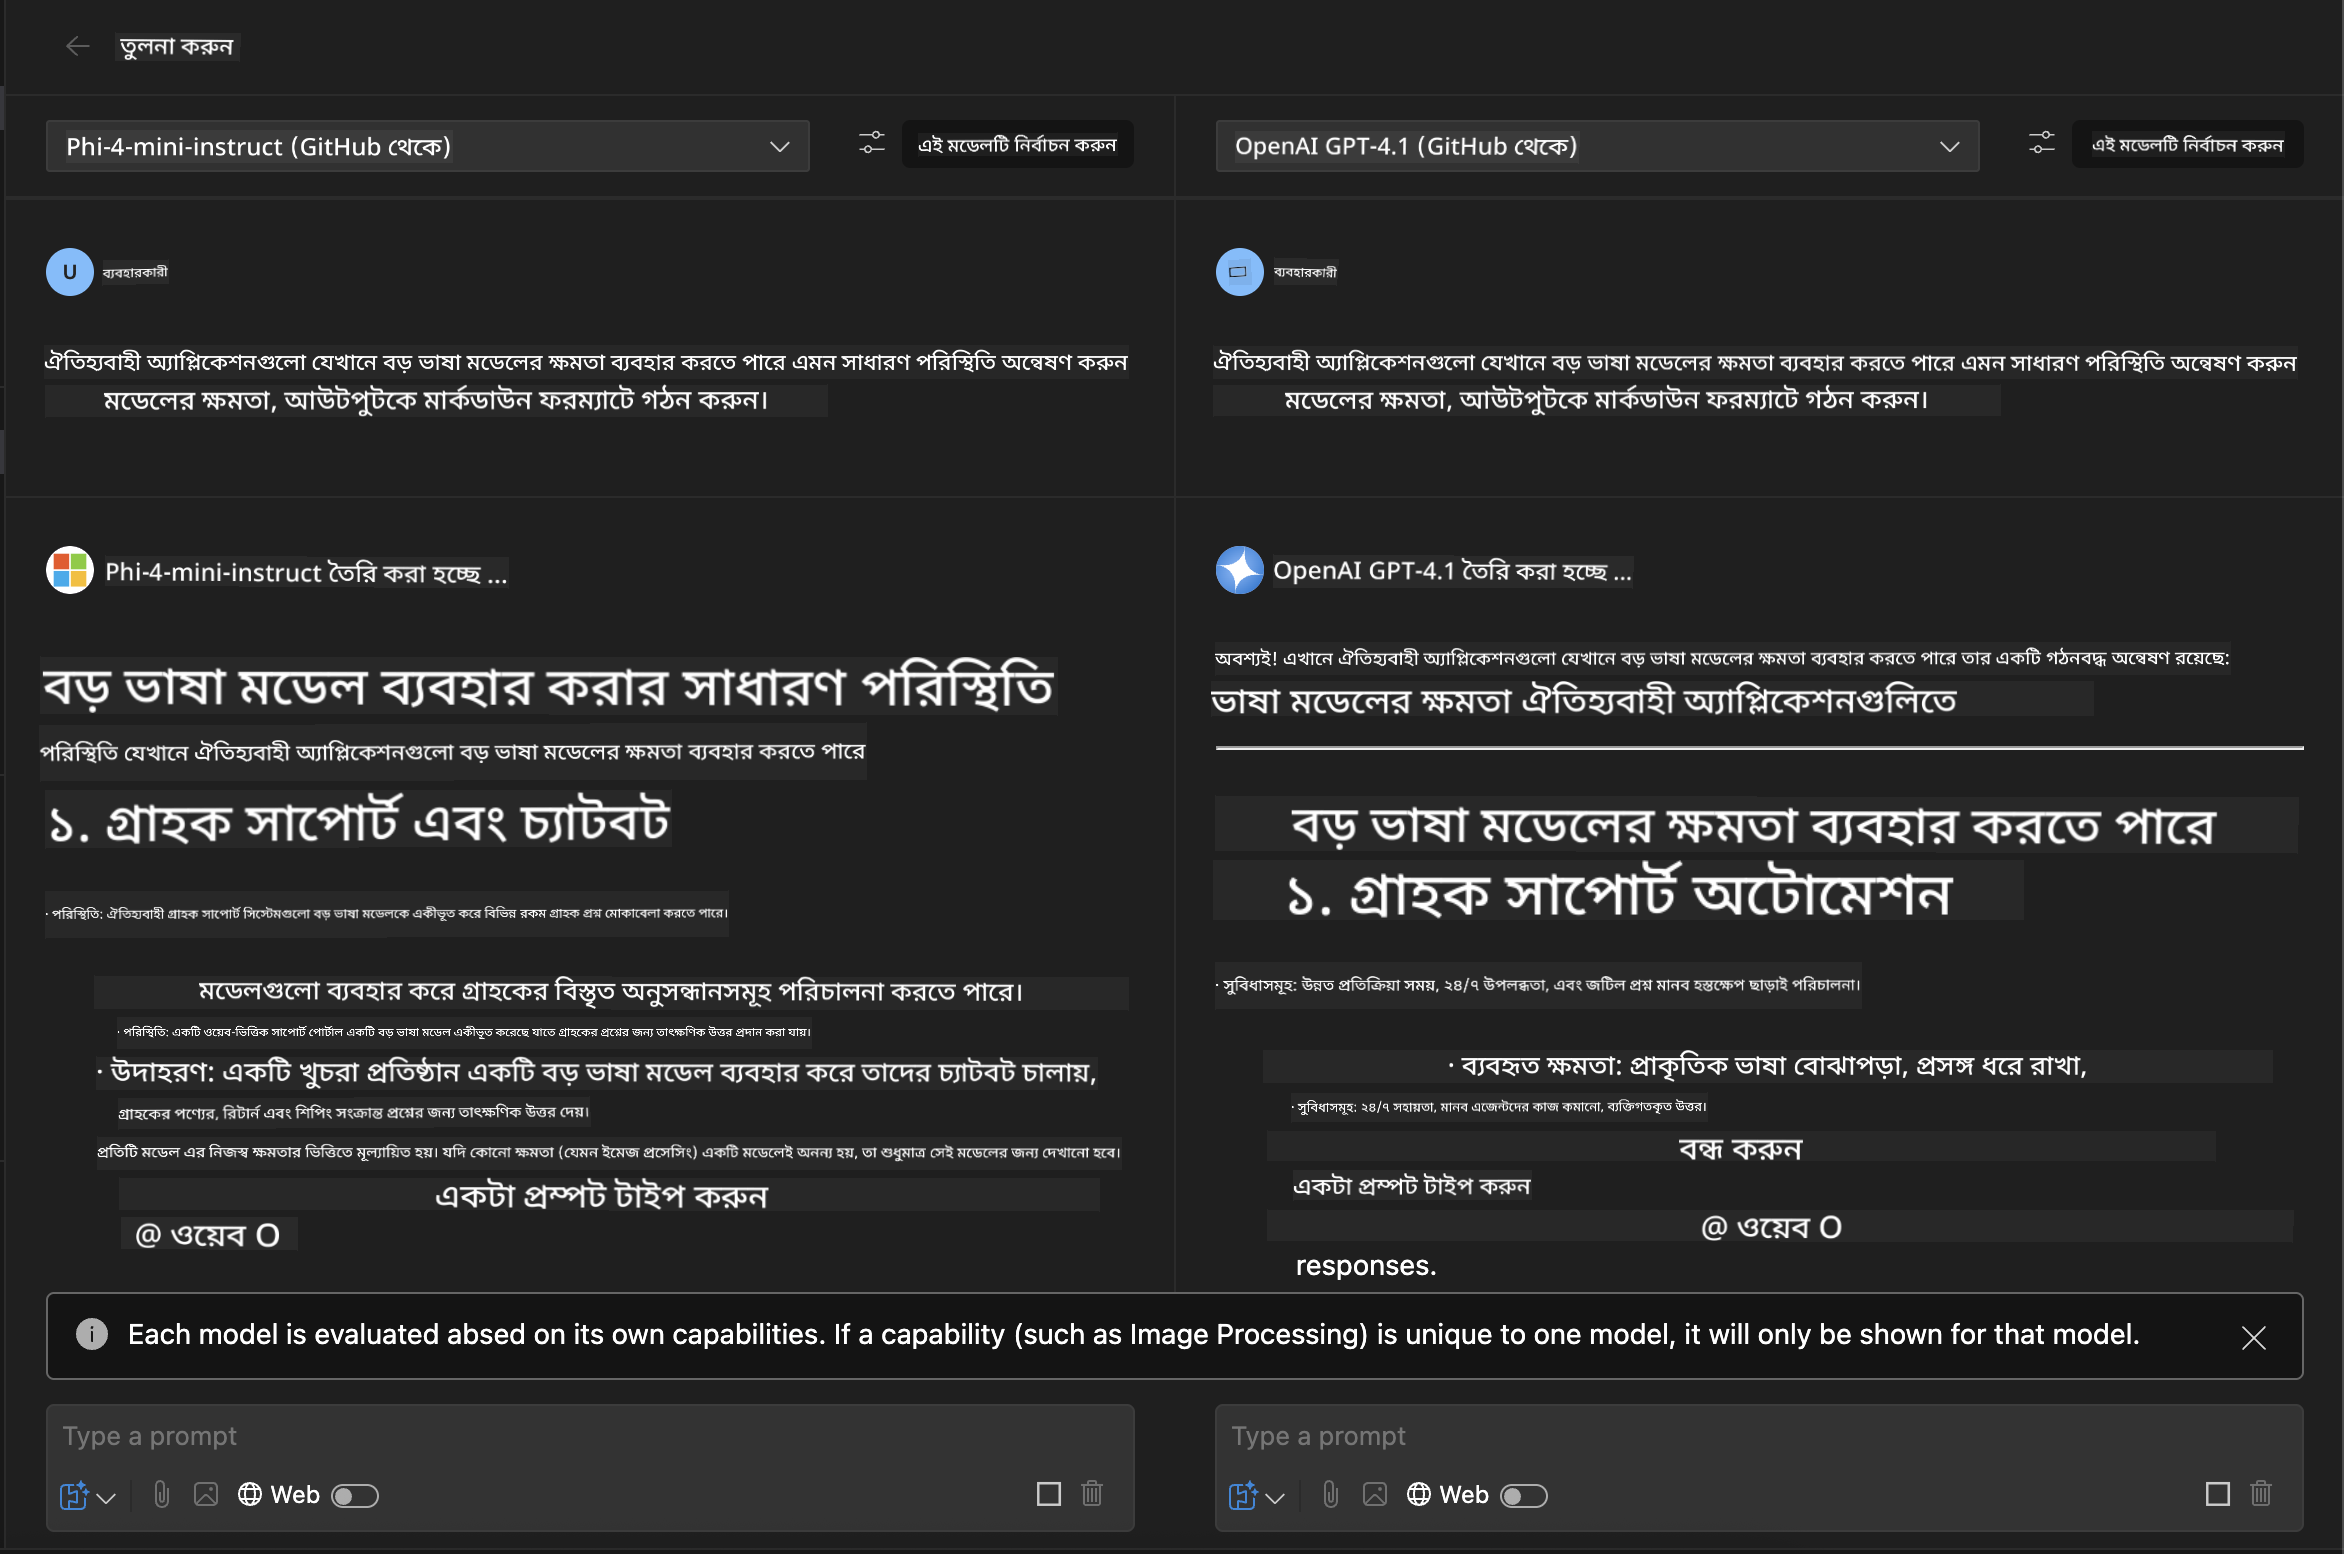 তুলনা করুন
Phi-4-mini-instruct (GitHub থেকে)
এই মডেলটি নির্বাচন করুন
U ব্যবহারকারী
ঐতিহ্যবাহী অ্যাপ্লিকেশনগুলো যেখানে বড় ভাষা মডেলের ক্ষমতা ব্যবহার করতে পারে এমন সাধারণ পরিস্থিতি অন্বেষণ করুন
মডেলের ক্ষমতা, আউটপুটকে মার্কডাউন ফরম্যাটে গঠন করুন।
Phi-4-mini-instruct তৈরি করা হচ্ছে ...
বড় ভাষা মডেল ব্যবহার করার সাধারণ পরিস্থিতি
পরিস্থিতি যেখানে ঐতিহ্যবাহী অ্যাপ্লিকেশনগুলো বড় ভাষা মডেলের ক্ষমতা ব্যবহার করতে পারে
১. গ্রাহক সাপোর্ট এবং চ্যাটবট
· পরিস্থিতি: ঐতিহ্যবাহী গ্রাহক সাপোর্ট সিস্টেমগুলো বড় ভাষা মডেলকে একীভূত করে বিভিন্ন রকম গ্রাহক প্রশ্ন মোকাবেলা করতে পারে।
মডেলগুলো ব্যবহার করে গ্রাহকের বিস্তৃত অনুসন্ধানসমূহ পরিচালনা করতে পারে।
· পরিস্থিতি: একটি ওয়েব-ভিত্তিক সাপোর্ট পোর্টাল একটি বড় ভাষা মডেল একীভূত করেছে যাতে গ্রাহকের প্রশ্নের জন্য তাৎক্ষণিক উত্তর প্রদান করা যায়।
· উদাহরণ: একটি খুচরা প্রতিষ্ঠান একটি বড় ভাষা মডেল ব্যবহার করে তাদের চ্যাটবট চালায়,
গ্রাহকের পণ্যের, রিটার্ন এবং শিপিং সংক্রান্ত প্রশ্নের জন্য তাৎক্ষণিক উত্তর দেয়।
প্রতিটি মডেল এর নিজস্ব ক্ষমতার ভিত্তিতে মূল্যায়িত হয়। যদি কোনো ক্ষমতা (যেমন ইমেজ প্রসেসিং) একটি মডেলেই অনন্য হয়, তা শুধুমাত্র সেই মডেলের জন্য দেখানো হবে।
একটা প্রম্পট টাইপ করুন
@ ওয়েব O
OpenAI GPT-4.1 (GitHub থেকে)
এই মডেলটি নির্বাচন করুন
ব্যবহারকারী
ঐতিহ্যবাহী অ্যাপ্লিকেশনগুলো যেখানে বড় ভাষা মডেলের ক্ষমতা ব্যবহার করতে পারে এমন সাধারণ পরিস্থিতি অন্বেষণ করুন
মডেলের ক্ষমতা, আউটপুটকে মার্কডাউন ফরম্যাটে গঠন করুন।
OpenAI GPT-4.1 তৈরি করা হচ্ছে ...
অবশ্যই! এখানে ঐতিহ্যবাহী অ্যাপ্লিকেশনগুলো যেখানে বড় ভাষা মডেলের ক্ষমতা ব্যবহার করতে পারে তার একটি গঠনবদ্ধ অন্বেষণ রয়েছে:
ভাষা মডেলের ক্ষমতা ঐতিহ্যবাহী অ্যাপ্লিকেশনগুলিতে
বড় ভাষা মডেলের ক্ষমতা ব্যবহার করতে পারে
১. গ্রাহক সাপোর্ট অটোমেশন
· সুবিধাসমূহ: উন্নত প্রতিক্রিয়া সময়, ২৪/৭ উপলব্ধতা, এবং জটিল প্রশ্ন মানব হস্তক্ষেপ ছাড়াই পরিচালনা।
· ব্যবহৃত ক্ষমতা: প্রাকৃতিক ভাষা বোঝাপড়া, প্রসঙ্গ ধরে রাখা,
· সুবিধাসমূহ: ২৪/৭ সহায়তা, মানব এজেন্টদের কাজ কমানো, ব্যক্তিগতকৃত উত্তর।
বন্ধ করুন
একটা প্রম্পট টাইপ করুন
@ ওয়েব O
responses.
Each model is evaluated absed on its own capabilities. If a capability (such as Image Processing) is unique to one model, it will only be shown for that model.
Type a prompt
Web
Type a prompt
Web